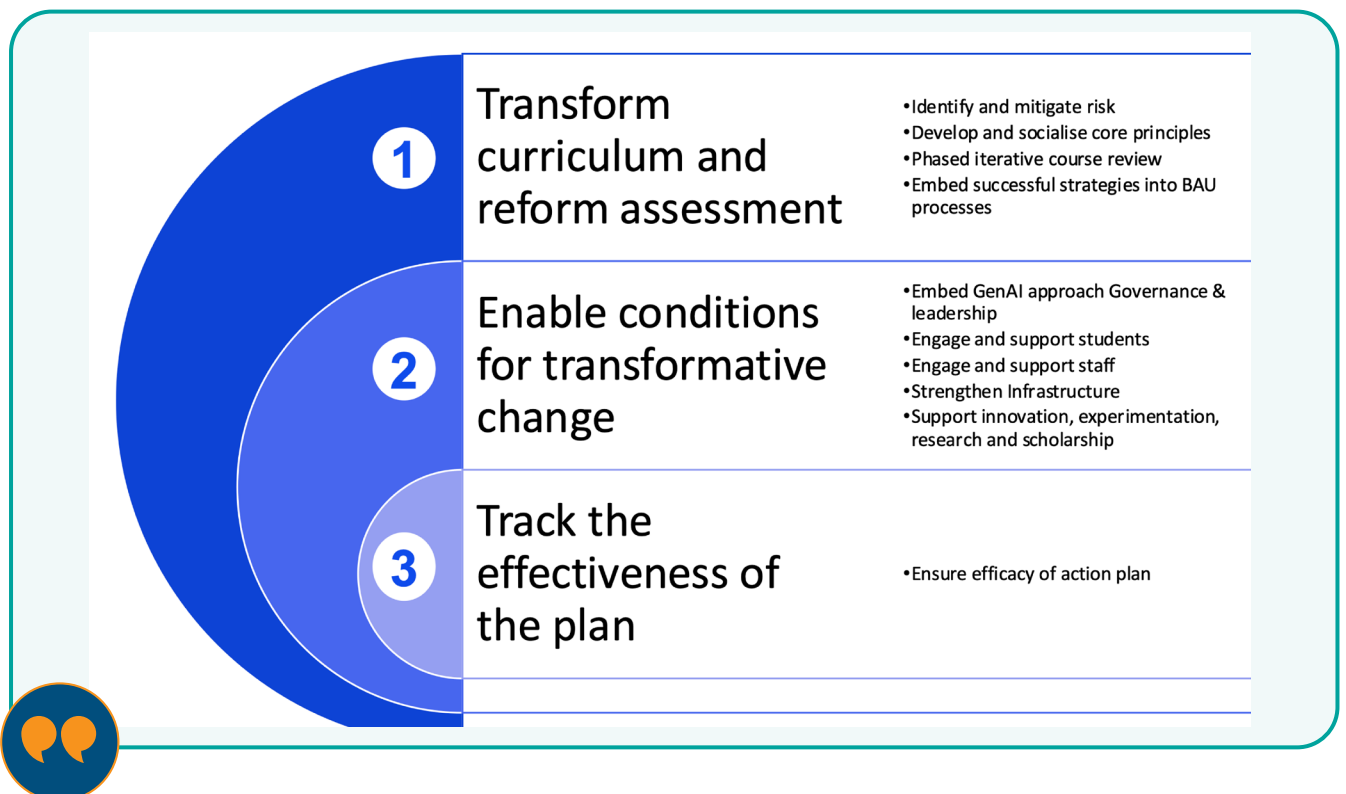 1
Transform
curriculum and
reform assessment
•Identify and mitigate risk
•Develop and socialise core principles
•Phased iterative course review
•Embed successful strategies into BAU
processes
2
Enable conditions
for transformative
change
•Embed GenAI approach Governance &
leadership
•Engage and support students
•Engage and support staff
•Strengthen Infrastructure
•Support innovation, experimentation,
research and scholarship
3
Track the
effectiveness of
the plan
•Ensure efficacy of action plan